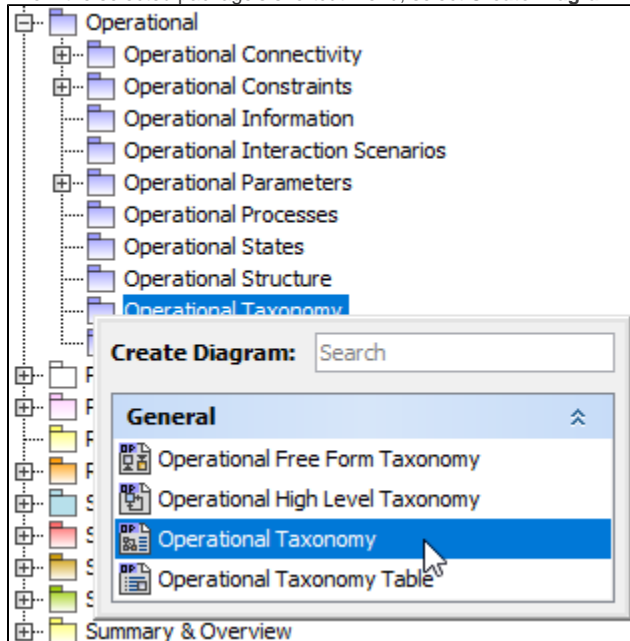 Operational
Operational Connectivity
Operational Constraints
Operational Information
Operational Interaction Scenarios
Operational Parameters
Operational Processes
Operational States
Operational Structure
Operational Taxonomy
Create Diagram: Search
General
Operational Free Form Taxonomy
Operational High Level Taxonomy
Operational Taxonomy
Operational Taxonomy Table
Summary & Overview